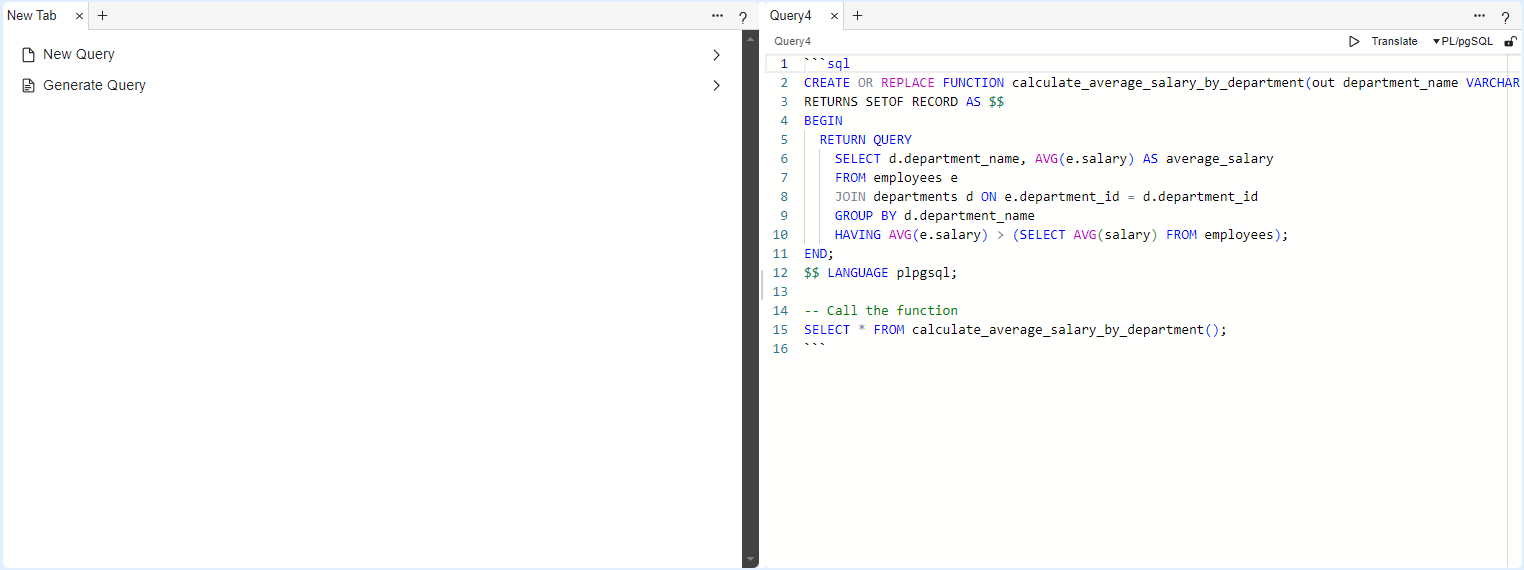 New Tab × +
··· ?
New Query
Generate Query
Query4 × +
··· ?
Query4
Translate ▾PL/pgSQL
1 ```sql
2 CREATE OR REPLACE FUNCTION calculate_average_salary_by_department(out department_name VARCHAR
3 RETURNS SETOF RECORD AS $$
4 BEGIN
5   RETURN QUERY
6     SELECT d.department_name, AVG(e.salary) AS average_salary
7     FROM employees e
8     JOIN departments d ON e.department_id = d.department_id
9     GROUP BY d.department_name
10     HAVING AVG(e.salary) > (SELECT AVG(salary) FROM employees);
11 END;
12 $$ LANGUAGE plpgsql;
13
14 -- Call the function
15 SELECT * FROM calculate_average_salary_by_department();
16 ```